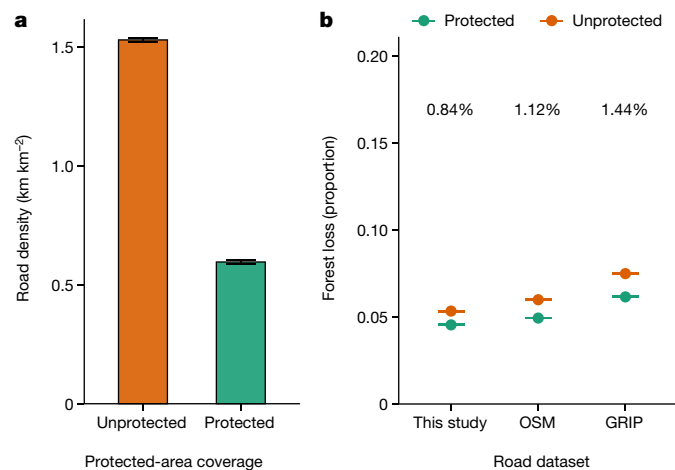 a
1.5
1.0
0.5
0
Road density (km km⁻²)
Unprotected Protected
Protected-area coverage
b
Protected Unprotected
0.20
0.15
0.10
0.05
0
Forest loss (proportion)
0.84% 1.12% 1.44%
This study OSM GRIP
Road dataset